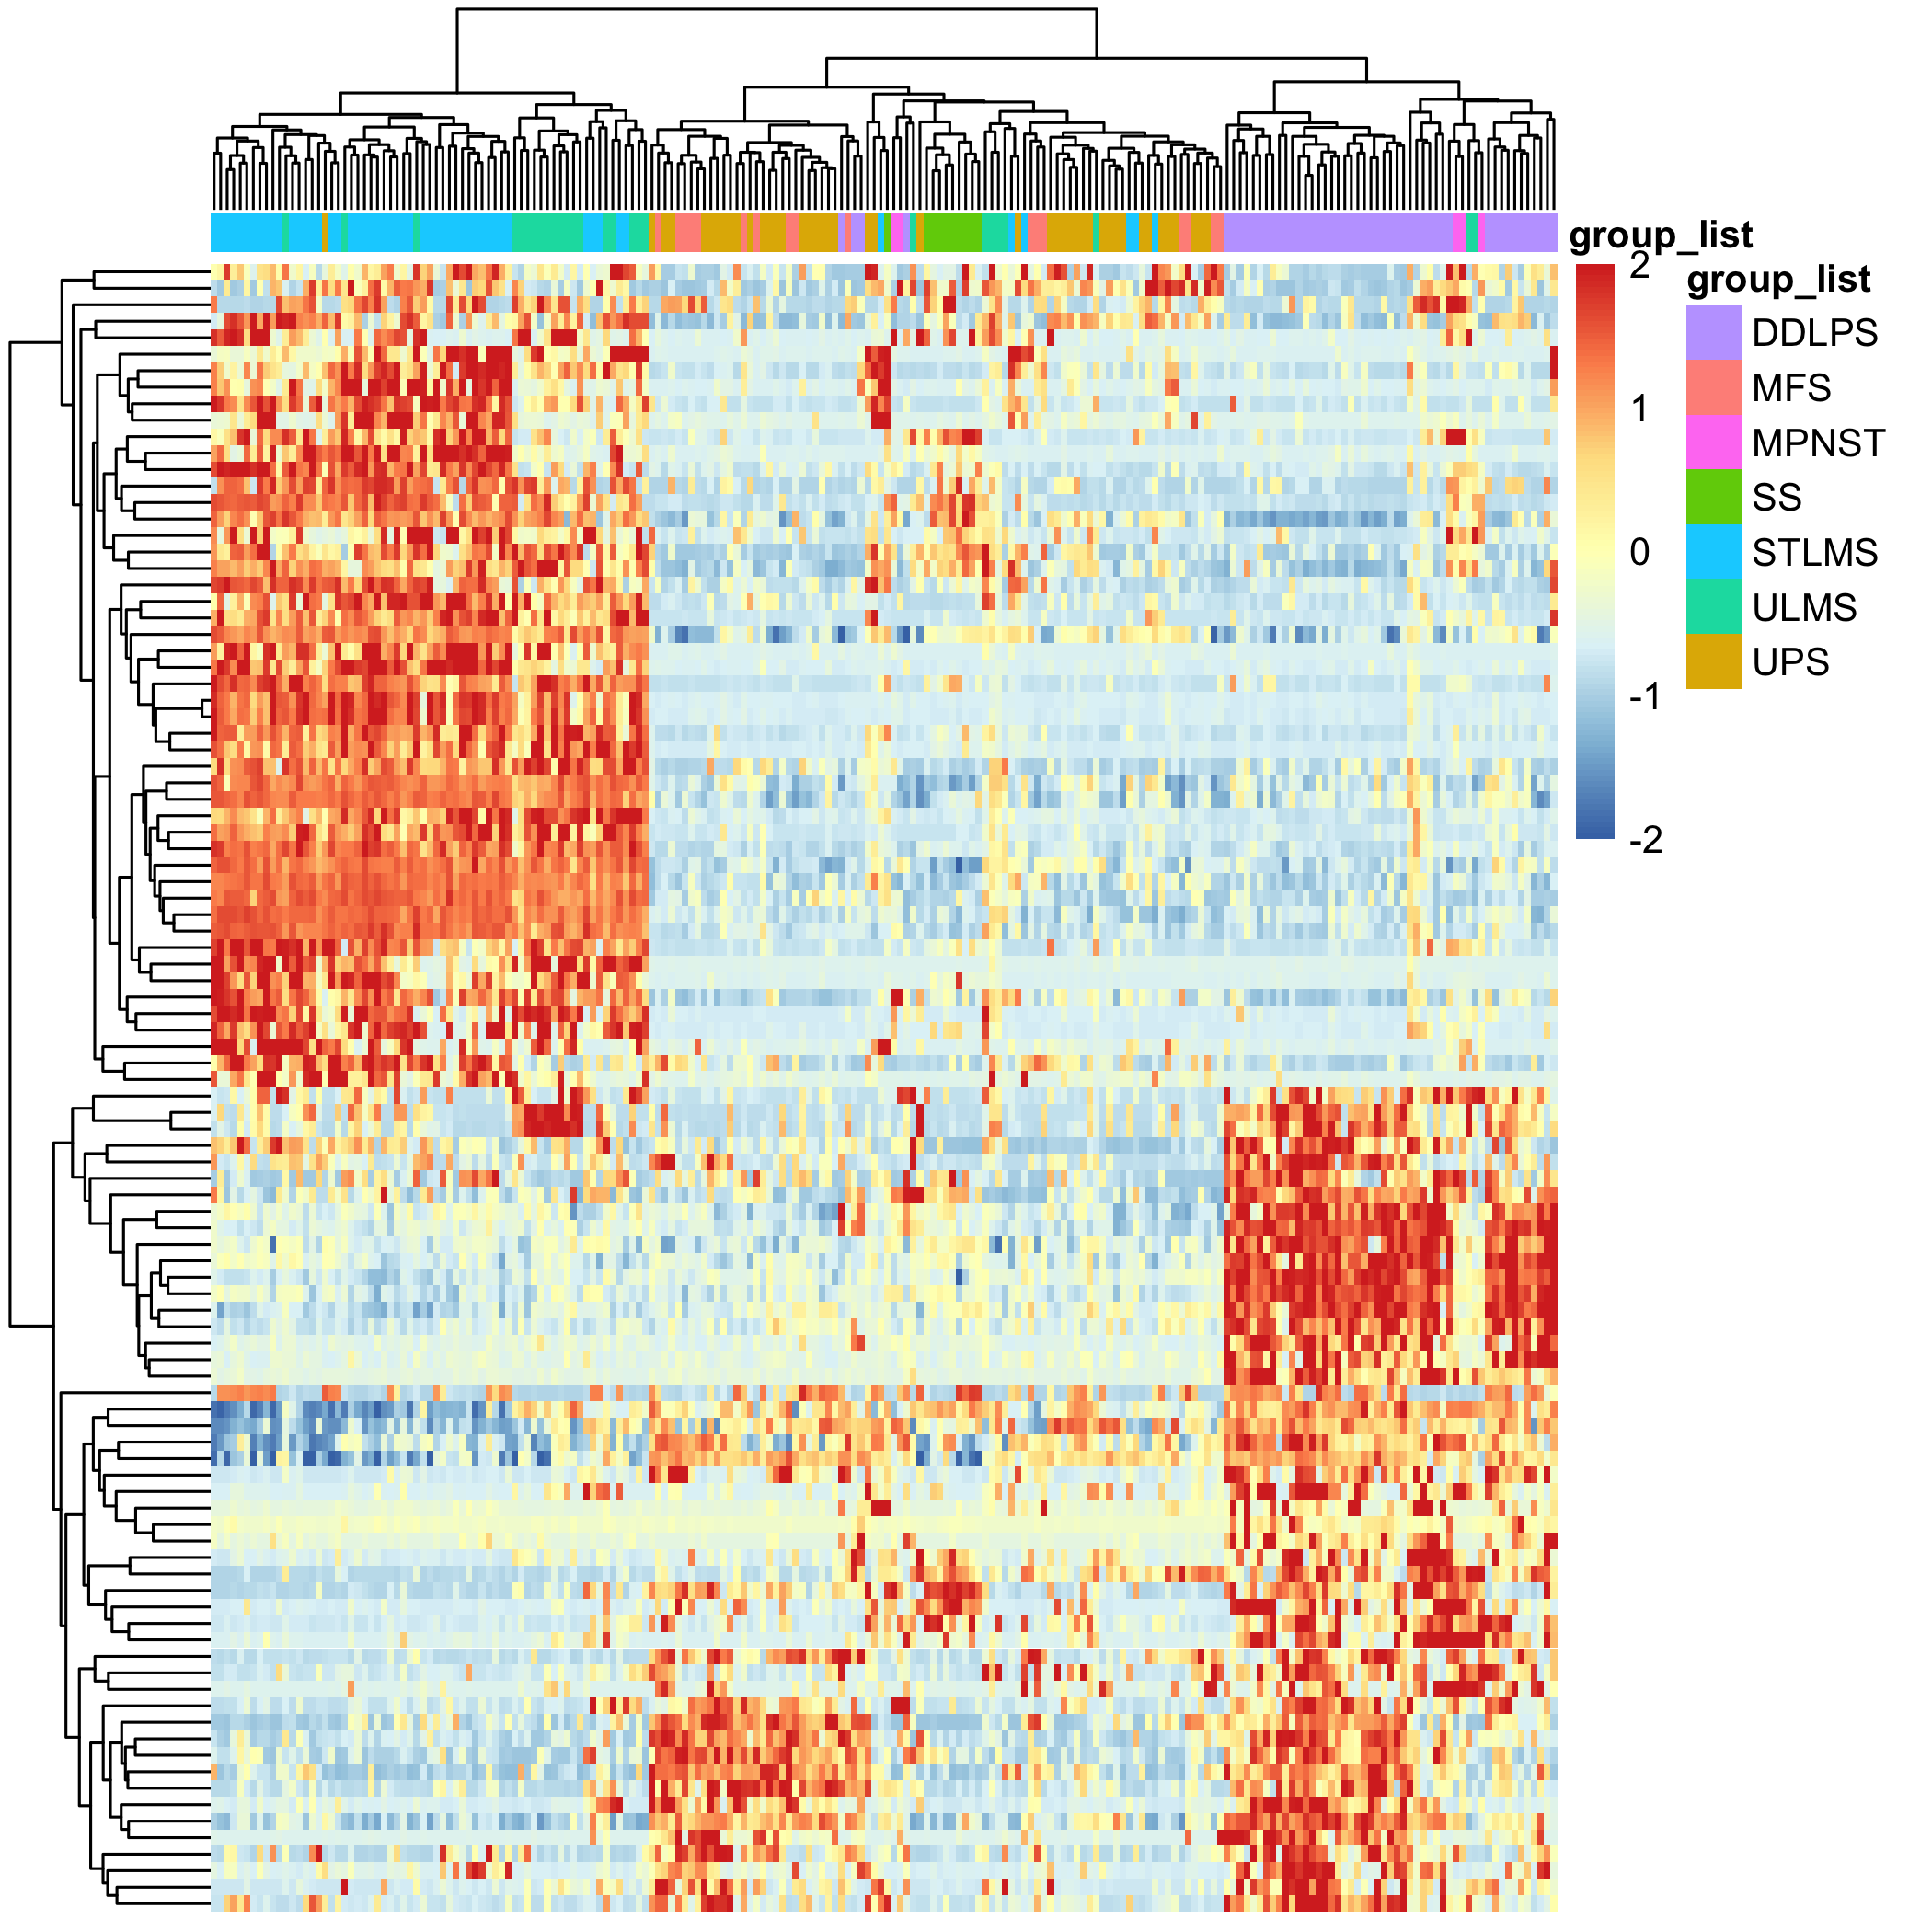 group_list
2
1
0
-1
-2
group_list
DDLPS
MFS
MPNST
SS
STLMS
ULMS
UPS